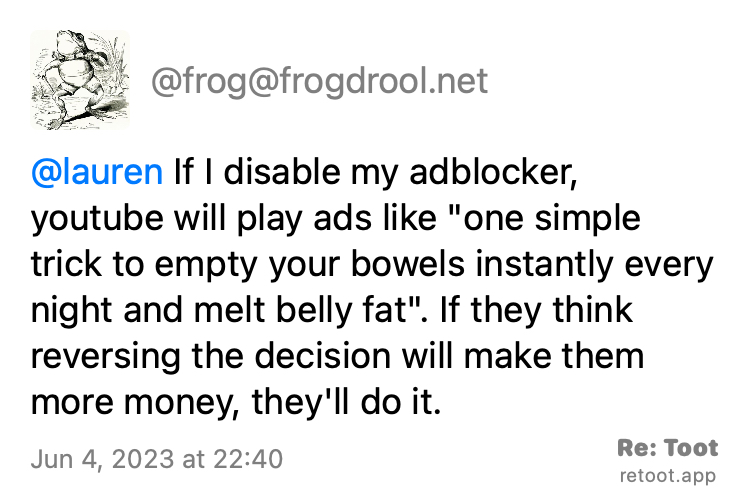 @frog@frogdrool.net
@lauren If I disable my adblocker,
youtube will play ads like "one simple
trick to empty your bowels instantly every
night and melt belly fat". If they think
reversing the decision will make them
more money, they'll do it.
Jun 4, 2023 at 22:40
Re: Toot
retoot.app